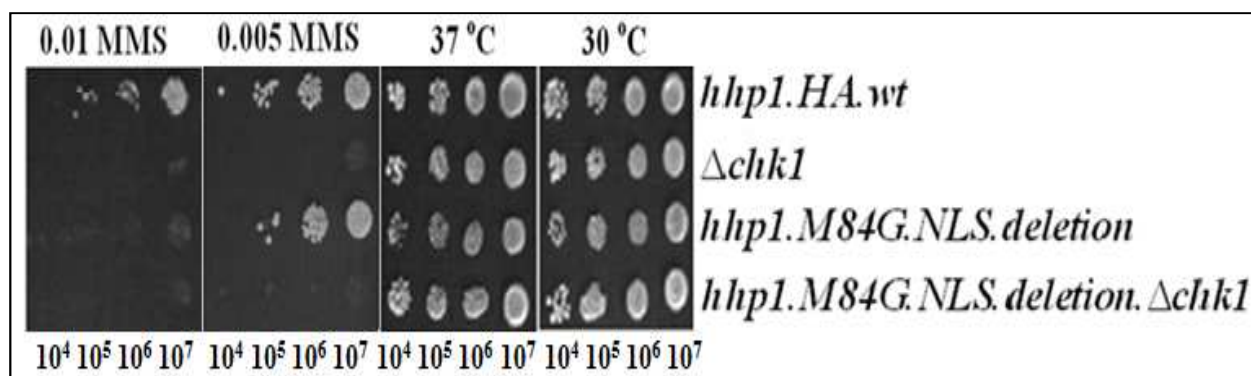 0.01 MMS 0.005 MMS 37 °C 30 °C
hhp1.HA.wt
Δchk1
hhp1.M84G.NLS.deletion
hhp1.M84G.NLS.deletion.Δchk1
10⁴ 10⁵ 10⁶ 10⁷ 10⁴ 10⁵ 10⁶ 10⁷ 10⁴ 10⁵ 10⁶ 10⁷ 10⁴ 10⁵ 10⁶ 10⁷